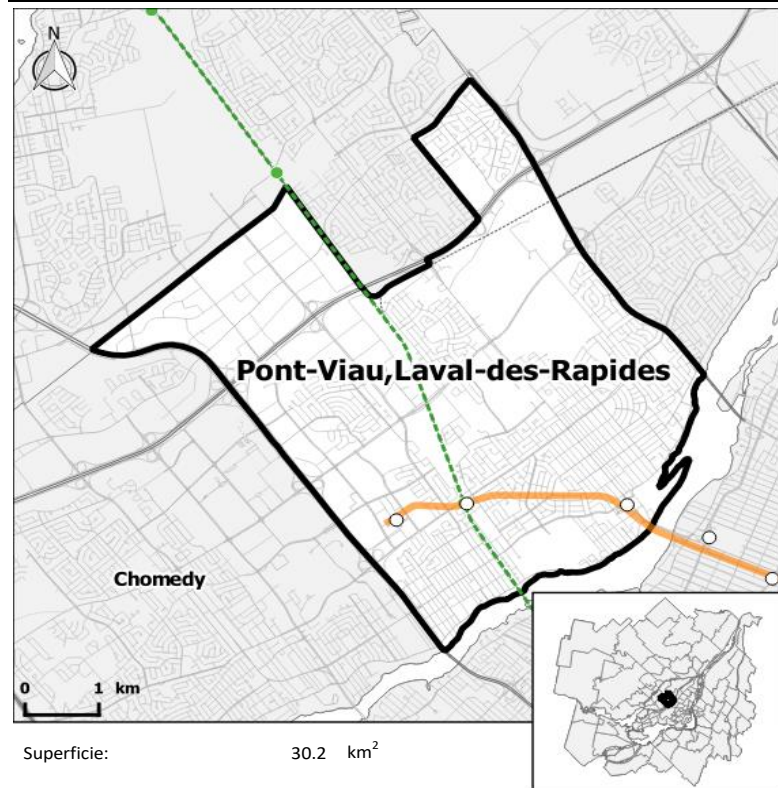 N
Pont-Viau,Laval-des-Rapides
Chomedy
0 1 km
Superficie: 30.2 km²